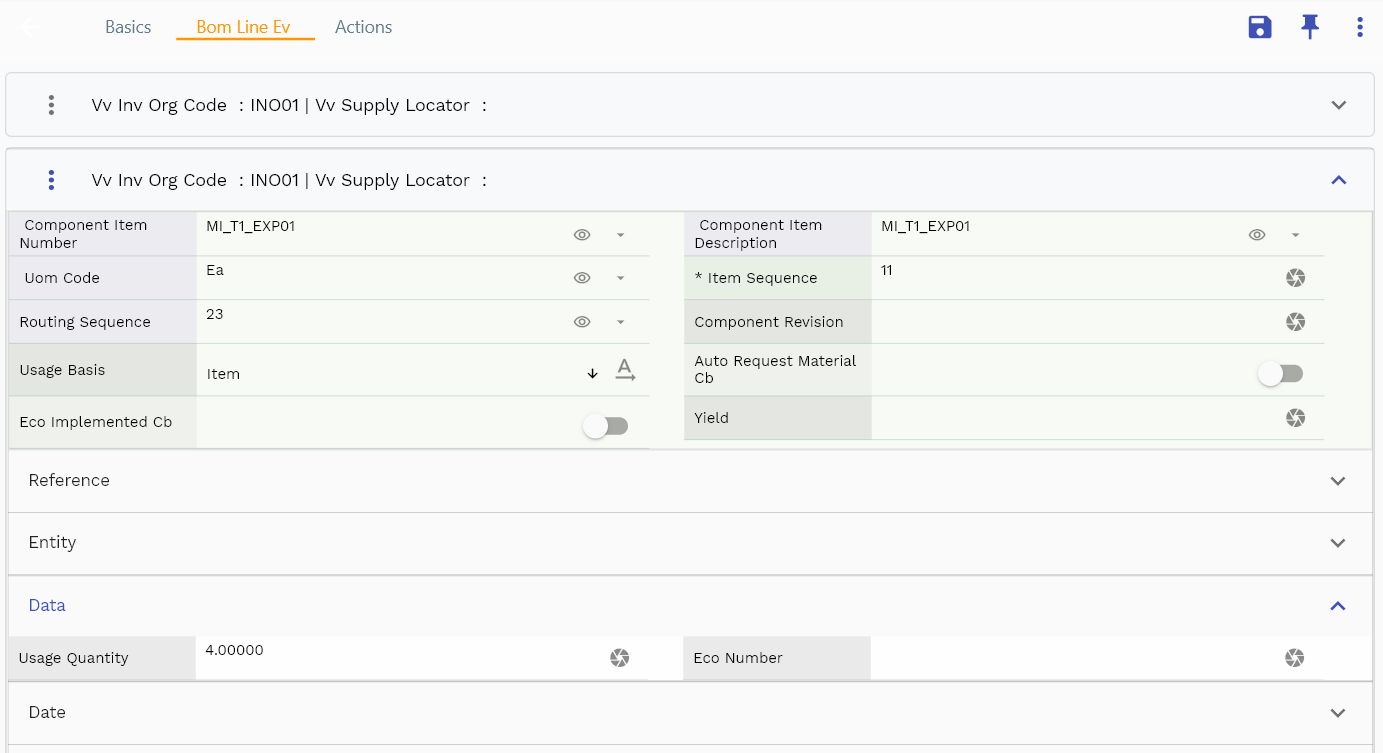 Basics Bom Line Ev Actions
Vv Inv Org Code : INO01 | Vv Supply Locator :
Vv Inv Org Code : INO01 | Vv Supply Locator :
Component Item
Number
MI_T1_EXP01
Component Item
Description
MI_T1_EXP01
Uom Code
Ea
* Item Sequence
11
Routing Sequence
23
Component Revision
Usage Basis
Item
Auto Request Material
Cb
Eco Implemented Cb
Yield
Reference
Entity
Data
Usage Quantity
4.00000
Eco Number
Date